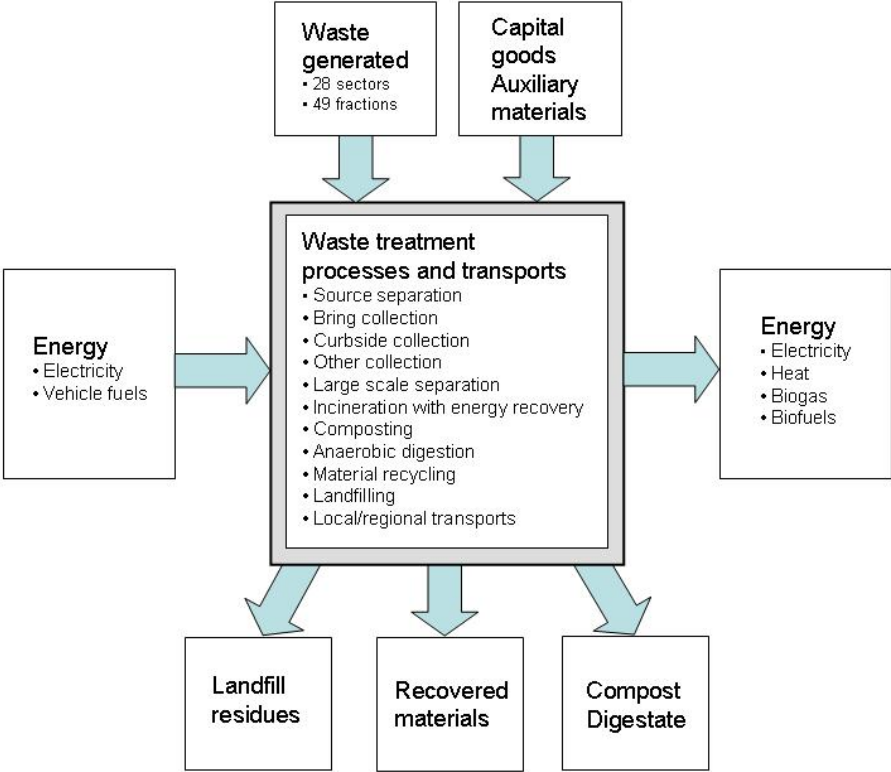 Waste
generated
• 28 sectors
• 49 fractions
Capital
goods
Auxiliary
materials
Waste treatment
processes and transports
• Source separation
• Bring collection
• Curbside collection
• Other collection
• Large scale separation
• Incineration with energy recovery
• Composting
• Anaerobic digestion
• Material recycling
• Landfilling
• Local/regional transports
Energy
• Electricity
• Vehicle fuels
Energy
• Electricity
• Heat
• Biogas
• Biofuels
Landfill
residues
Recovered
materials
Compost
Digestate